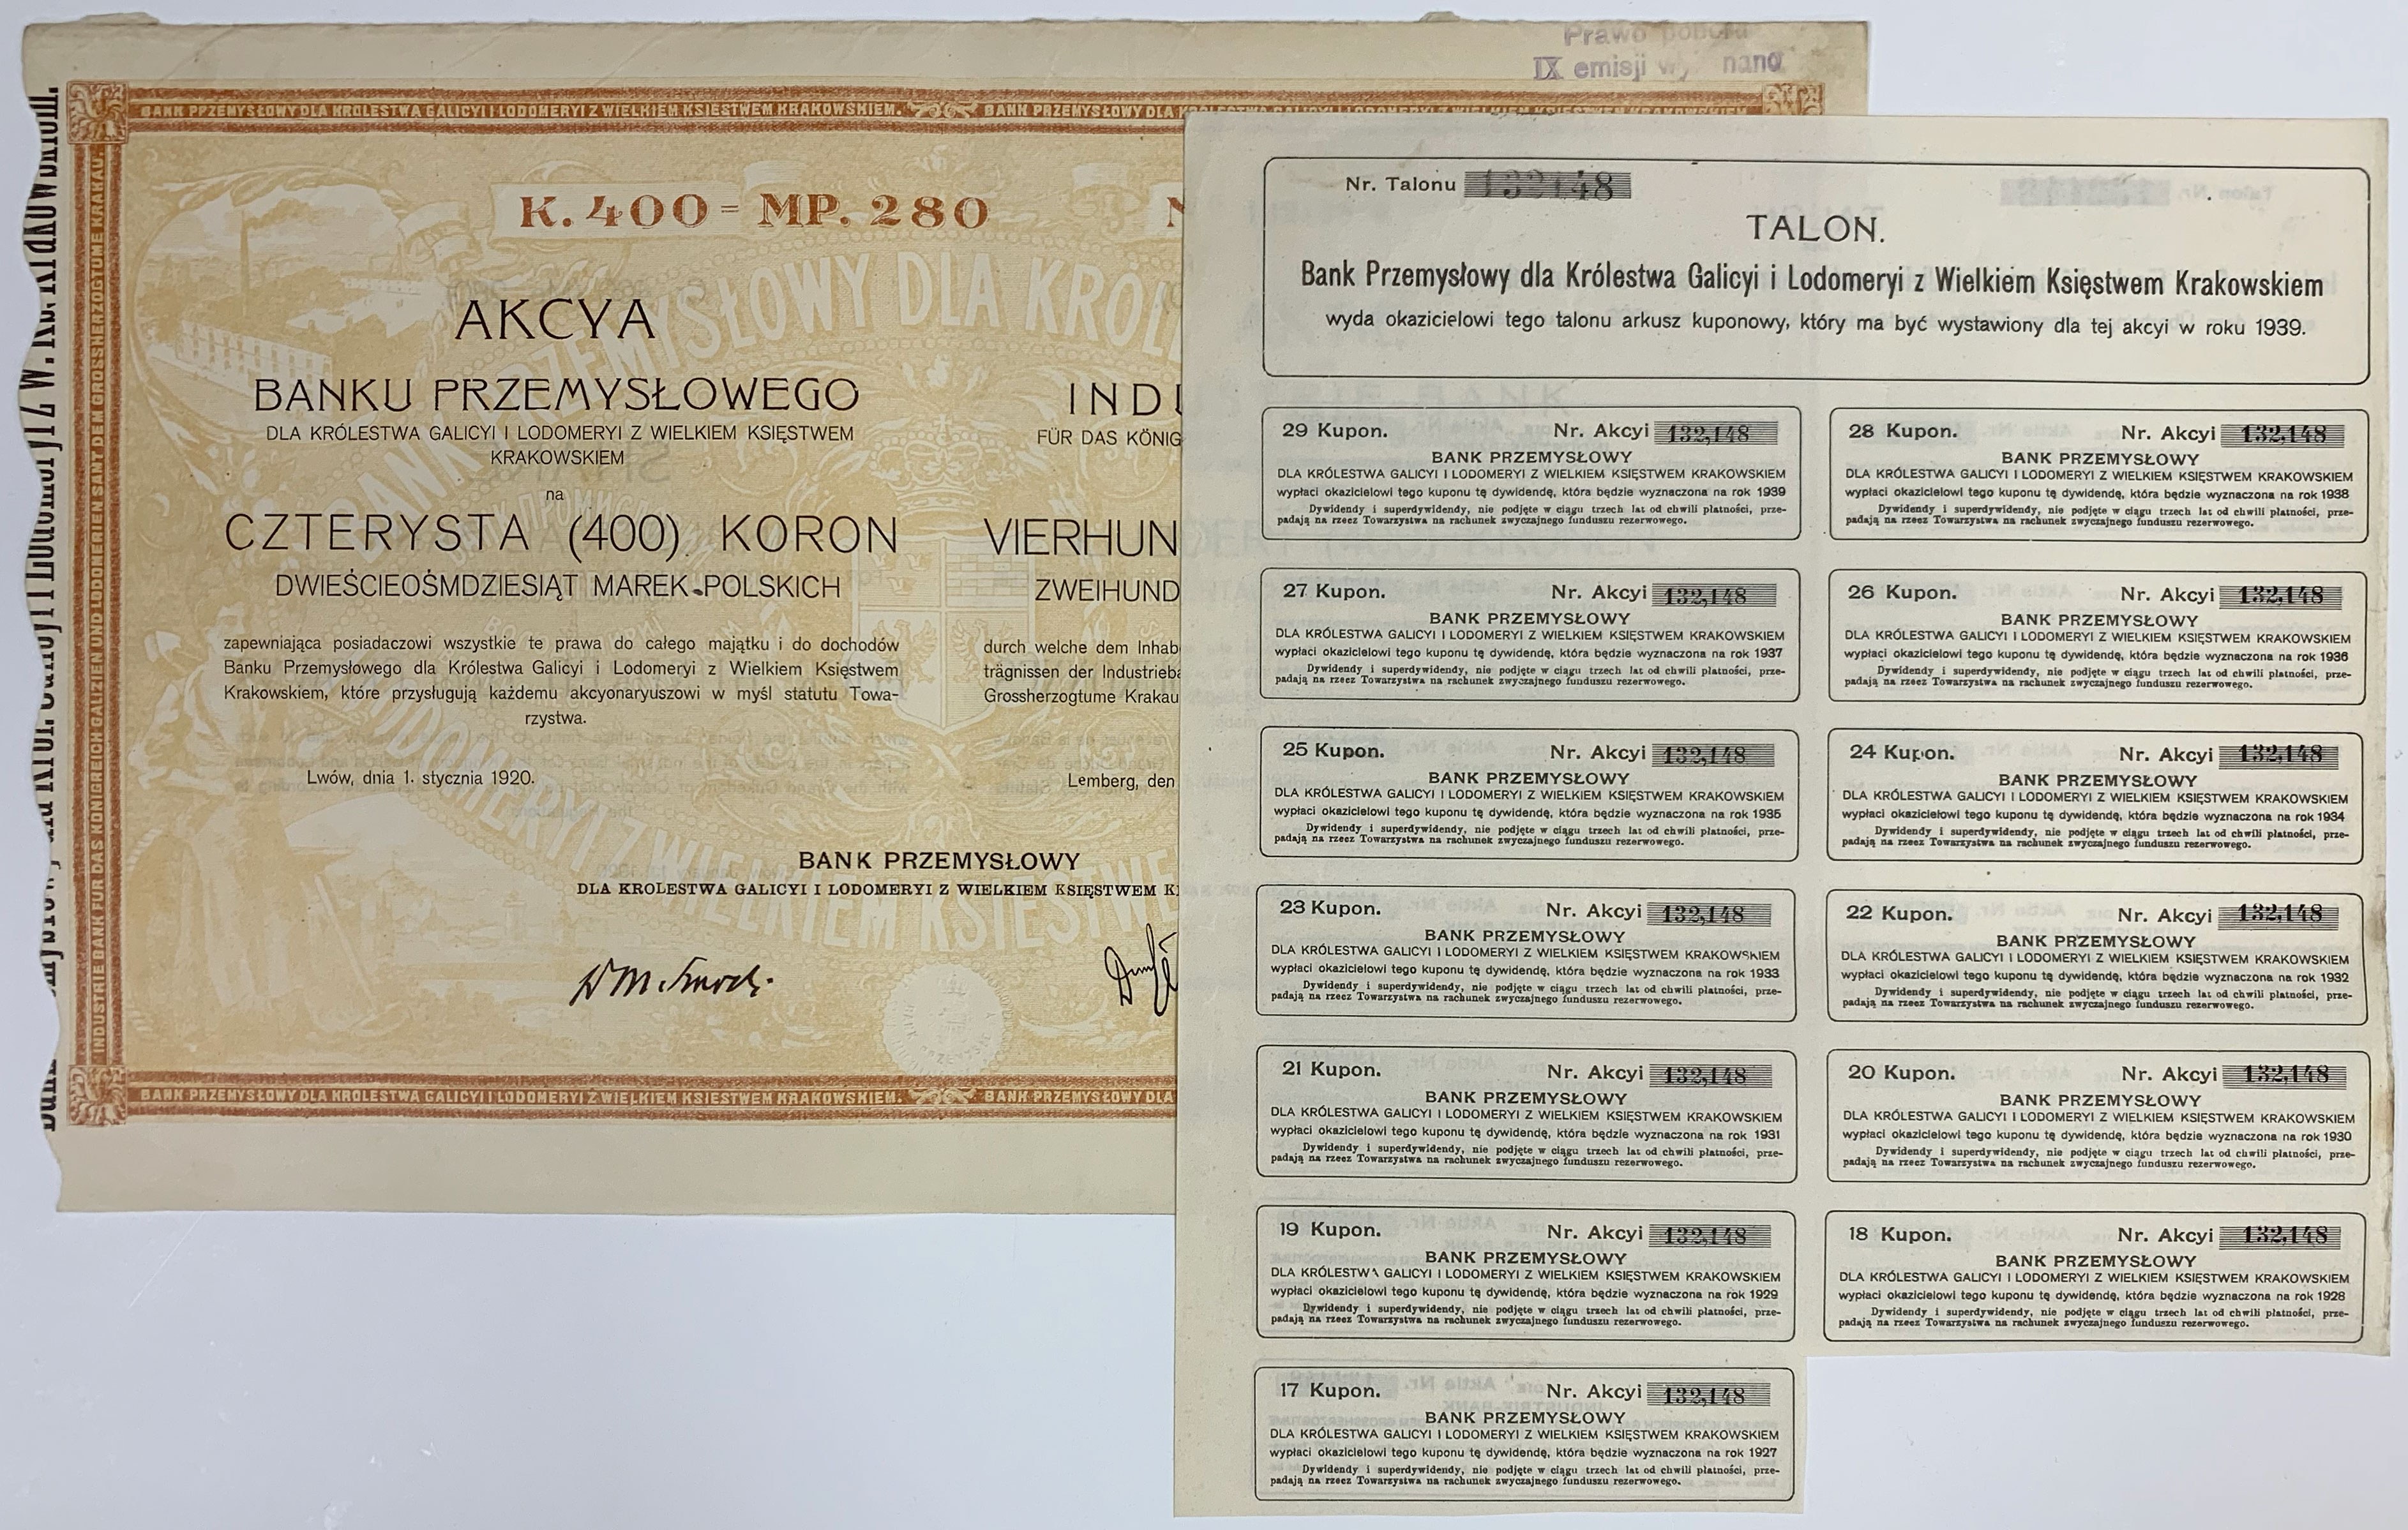 Prawo
IX emisji
BANK PRZEMYSŁOWY DLA KROLESTWA GALICYI I LODOMERYI Z WIELKIEM KSIESTWEM KRAKOWSKIEM.
BANK PRZEMYSŁOWY DLA KROLESTWA GALICYI I LODOMERYI Z WIELKIEM KSIESTWEM KRAKOWSKIEM
INDUSTRIE BANK FUR DAS KONIGREICH GALIZIEN UND LODOMERIEN SAMT DEM GROSSHERZOGTUME KRAKAU.
K. 400 = MP. 280
AKCYA
BANKU PRZEMYSŁOWEGO
DLA KRÓLESTWA GALICYI I LODOMERYI Z WIELKIEM KSIĘSTWEM
KRAKOWSKIEM
na
CZTERYSTA (400) KORON
DWIEŚCIEOŚMDZIESIĄT MAREK POLSKICH
zapewniająca posiadaczowi wszystkie te prawa do całego majątku i do dochodów
Banku Przemysłowego dla Królestwa Galicyi i Lodomeryi z Wielkiem Księstwem
Krakowskiem, które przysługują każdemu akcyonaryuszowi w myśl statutu Towa-
rzystwa.
Lwów, dnia 1. stycznia 1920.
INDU
FÜR DAS KÖNIG
VIERHUN
ZWEIHUND
durch welche dem Inhab
trägnissen der Industrieba
Grossherzogtume Krakau
Lemberg, den
BANK PRZEMYSŁOWY
DLA KROLESTWA GALICYI I LODOMERYI Z WIELKIEM KSIĘSTWEM K
BANK PRZEMYSŁOWY DLA KROLESTWA GALICYI I LODOMERYI Z WIELKIEM KSIESTWEM KRAKOWSKIEM.
BANK PRZEMYSŁOWY DLA
Nr. Talonu 132148
TALON.
Bank Przemysłowy dla Królestwa Galicyi i Lodomeryi z Wielkiem Księstwem Krakowskiem
wyda okazicielowi tego talonu arkusz kuponowy, który ma być wystawiony dla tej akcyi w roku 1939.
29 Kupon. Nr. Akcyi 132,148
BANK PRZEMYSŁOWY
DLA KRÓLESTWA GALICYI I LODOMERYI Z WIELKIEM KSIĘSTWEM KRAKOWSKIEM
wypłaci okazicielowi tego kuponu tę dywidendę, która będzie wyznaczona na rok 1939
Dywidendy i superdywidendy, nie podjęte w ciągu trzech lat od chwili płatności, prze-
padają na rzecz Towarzystwa na rachunek zwyczajnego funduszu rezerwowego.
28 Kupon. Nr. Akcyi 132,148
BANK PRZEMYSŁOWY
DLA KRÓLESTWA GALICYI I LODOMERYI Z WIELKIEM KSIĘSTWEM KRAKOWSKIEM
wypłaci okazicielowi tego kuponu tę dywidendę, która będzie wyznaczona na rok 1938
Dywidendy i superdywidendy, nie podjęte w ciągu trzech lat od chwili płatności, prze-
padają na rzecz Towarzystwa na rachunek zwyczajnego funduszu rezerwowego.
27 Kupon. Nr. Akcyi 132,148
BANK PRZEMYSŁOWY
DLA KRÓLESTWA GALICYI I LODOMERYI Z WIELKIEM KSIĘSTWEM KRAKOWSKIEM
wypłaci okazicielowi tego kuponu tę dywidendę, która będzie wyznaczona na rok 1937
Dywidendy i superdywidendy, nie podjęte w ciągu trzech lat od chwili płatności, prze-
padają na rzecz Towarzystwa na rachunek zwyczajnego funduszu rezerwowego.
26 Kupon. Nr. Akcyi 132,148
BANK PRZEMYSŁOWY
DLA KRÓLESTWA GALICYI I LODOMERYI Z WIELKIEM KSIĘSTWEM KRAKOWSKIEM
wypłaci okazicielowi tego kuponu tę dywidendę, która będzie wyznaczona na rok 1936
Dywidendy i superdywidendy, nie podjęte w ciągu trzech lat od chwili płatności, prze-
padają na rzecz Towarzystwa na rachunek zwyczajnego funduszu rezerwowego.
25 Kupon. Nr. Akcyi 132,148
BANK PRZEMYSŁOWY
DLA KRÓLESTWA GALICYI I LODOMERYI Z WIELKIEM KSIĘSTWEM KRAKOWSKIEM
wypłaci okazicielowi tego kuponu tę dywidendę, która będzie wyznaczona na rok 1935
Dywidendy i superdywidendy, nie podjęte w ciągu trzech lat od chwili płatności, prze-
padają na rzecz Towarzystwa na rachunek zwyczajnego funduszu rezerwowego.
24 Kupon. Nr. Akcyi 132,148
BANK PRZEMYSŁOWY
DLA KRÓLESTWA GALICYI I LODOMERYI Z WIELKIEM KSIĘSTWEM KRAKOWSKIEM
wypłaci okazicielowi tego kuponu tę dywidendę, która będzie wyznaczona na rok 1934
Dywidendy i superdywidendy, nie podjęte w ciągu trzech lat od chwili płatności, prze-
padają na rzecz Towarzystwa na rachunek zwyczajnego funduszu rezerwowego.
23 Kupon. Nr. Akcyi 132,148
BANK PRZEMYSŁOWY
DLA KRÓLESTWA GALICYI I LODOMERYI Z WIELKIEM KSIĘSTWEM KRAKOWSKIEM
wypłaci okazicielowi tego kuponu tę dywidendę, która będzie wyznaczona na rok 1933
Dywidendy i superdywidendy, nie podjęte w ciągu trzech lat od chwili płatności, prze-
padają na rzecz Towarzystwa na rachunek zwyczajnego funduszu rezerwowego.
22 Kupon. Nr. Akcyi 132,148
BANK PRZEMYSŁOWY
DLA KRÓLESTWA GALICYI I LODOMERYI Z WIELKIEM KSIĘSTWEM KRAKOWSKIEM
wypłaci okazicielowi tego kuponu tę dywidendę, która będzie wyznaczona na rok 1932
Dywidendy i superdywidendy, nie podjęte w ciągu trzech lat od chwili płatności, prze-
padają na rzecz Towarzystwa na rachunek zwyczajnego funduszu rezerwowego.
21 Kupon. Nr. Akcyi 132,148
BANK PRZEMYSŁOWY
DLA KRÓLESTWA GALICYI I LODOMERYI Z WIELKIEM KSIĘSTWEM KRAKOWSKIEM
wypłaci okazicielowi tego kuponu tę dywidendę, która będzie wyznaczona na rok 1931
Dywidendy i superdywidendy, nie podjęte w ciągu trzech lat od chwili płatności, prze-
padają na rzecz Towarzystwa na rachunek zwyczajnego funduszu rezerwowego.
20 Kupon. Nr. Akcyi 132,148
BANK PRZEMYSŁOWY
DLA KRÓLESTWA GALICYI I LODOMERYI Z WIELKIEM KSIĘSTWEM KRAKOWSKIEM
wypłaci okazicielowi tego kuponu tę dywidendę, która będzie wyznaczona na rok 1930
Dywidendy i superdywidendy, nie podjęte w ciągu trzech lat od chwili płatności, prze-
padają na rzecz Towarzystwa na rachunek zwyczajnego funduszu rezerwowego.
19 Kupon. Nr. Akcyi 132,148
BANK PRZEMYSŁOWY
DLA KRÓLESTWA GALICYI I LODOMERYI Z WIELKIEM KSIĘSTWEM KRAKOWSKIEM
wypłaci okazicielowi tego kuponu tę dywidendę, która będzie wyznaczona na rok 1929
Dywidendy i superdywidendy, nie podjęte w ciągu trzech lat od chwili płatności, prze-
padają na rzecz Towarzystwa na rachunek zwyczajnego funduszu rezerwowego.
18 Kupon. Nr. Akcyi 132,148
BANK PRZEMYSŁOWY
DLA KRÓLESTWA GALICYI I LODOMERYI Z WIELKIEM KSIĘSTWEM KRAKOWSKIEM
wypłaci okazicielowi tego kuponu tę dywidendę, która będzie wyznaczona na rok 1928
Dywidendy i superdywidendy, nie podjęte w ciągu trzech lat od chwili płatności, prze-
padają na rzecz Towarzystwa na rachunek zwyczajnego funduszu rezerwowego.
17 Kupon. Nr. Akcyi 132,148
BANK PRZEMYSŁOWY
DLA KRÓLESTWA GALICYI I LODOMERYI Z WIELKIEM KSIĘSTWEM KRAKOWSKIEM
wypłaci okazicielowi tego kuponu tę dywidendę, która będzie wyznaczona na rok 1927
Dywidendy i superdywidendy, nie podjęte w ciągu trzech lat od chwili płatności, prze-
padają na rzecz Towarzystwa na rachunek zwyczajnego funduszu rezerwowego.